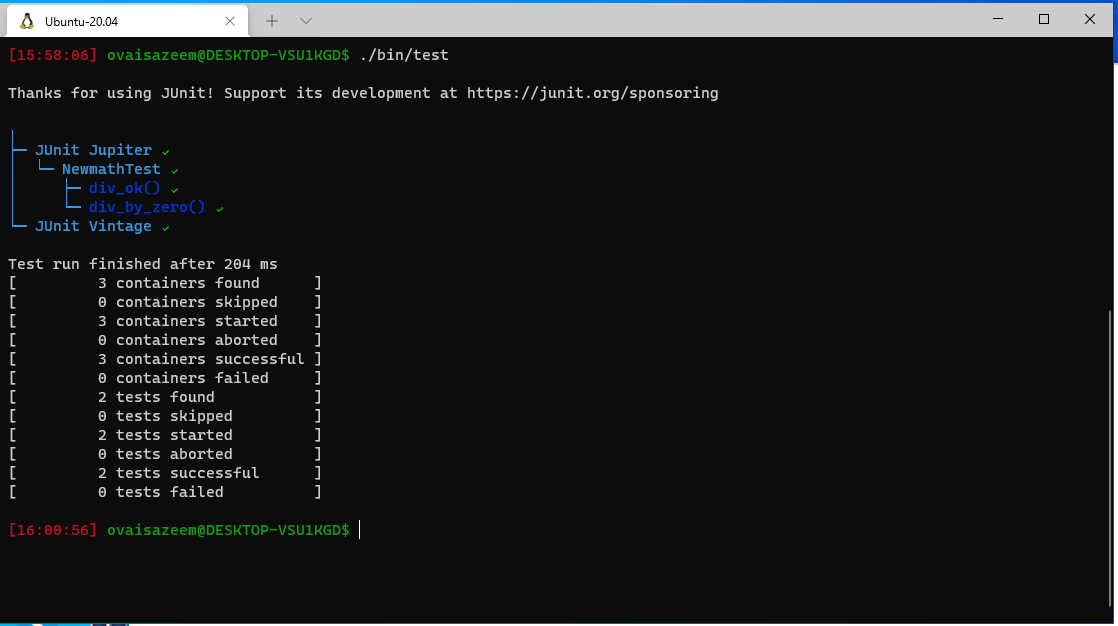 Ubuntu-20.04
[15:58:06] ovaisazeem@DESKTOP-VSU1KGD$ ./bin/test
Thanks for using JUnit! Support its development at https://junit.org/sponsoring
├─ JUnit Jupiter ✓
│  └─ NewmathTest ✓
│     ├─ div_ok() ✓
│     └─ div_by_zero() ✓
└─ JUnit Vintage ✓
Test run finished after 204 ms
[         3 containers found      ]
[         0 containers skipped    ]
[         3 containers started    ]
[         0 containers aborted    ]
[         3 containers successful ]
[         0 containers failed     ]
[         2 tests found           ]
[         0 tests skipped         ]
[         2 tests started         ]
[         0 tests aborted         ]
[         2 tests successful      ]
[         0 tests failed          ]
[16:00:56] ovaisazeem@DESKTOP-VSU1KGD$